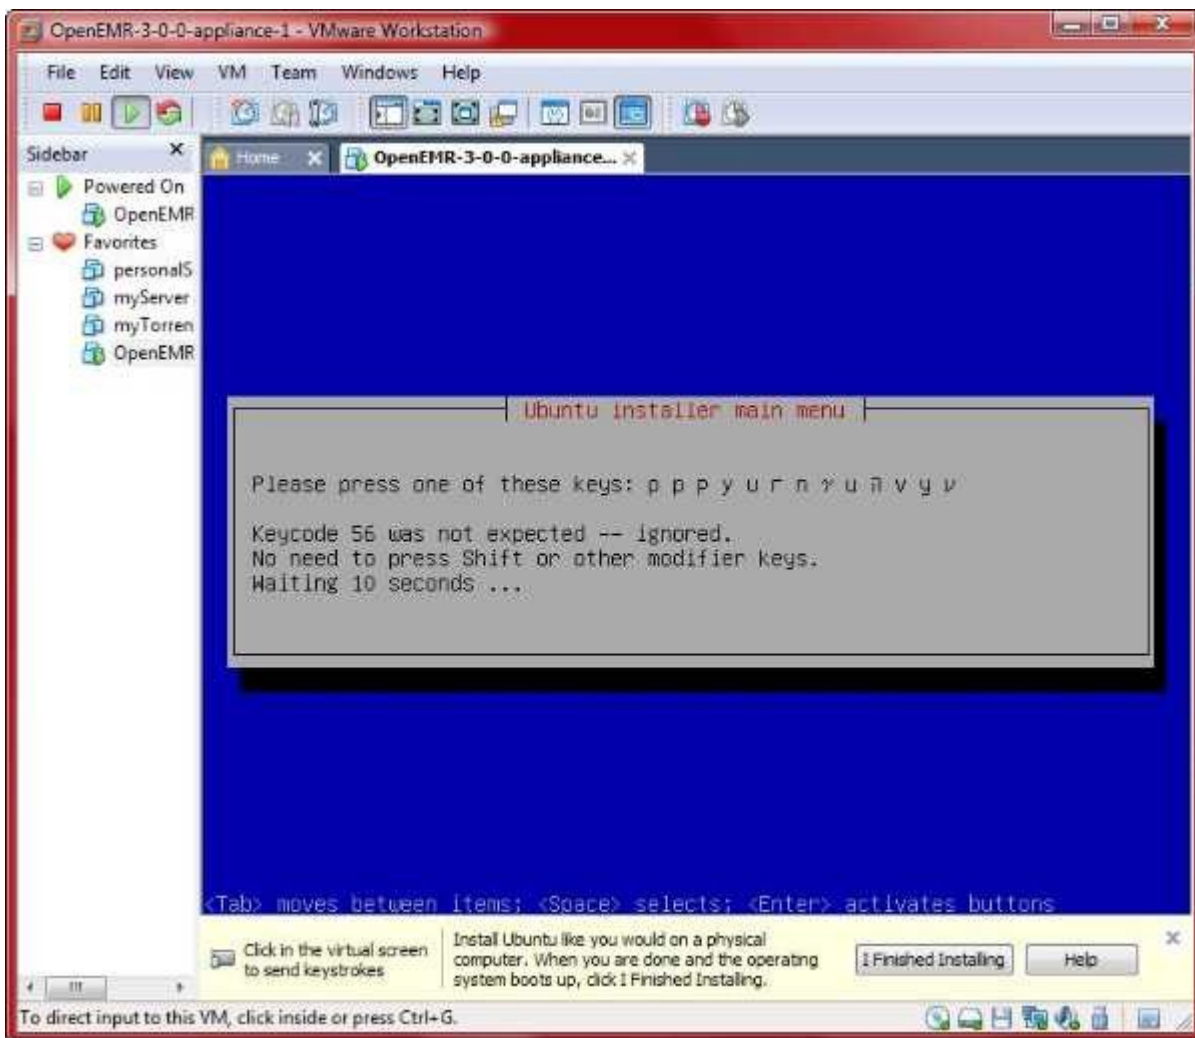 OpenEMR-3-0-0-appliance-1 - VMware Workstation
File Edit View VM Team Windows Help
Sidebar
Home
OpenEMR-3-0-0-appliance...
Powered On
OpenEMR
Favorites
personalS
myServer
myTorren
OpenEMR
Ubuntu installer main menu
Please press one of these keys: p p y u r n u v y
Keycode 56 was not expected -- ignored.
No need to press Shift or other modifier keys.
Waiting 10 seconds ...
<Tab> moves between items; <Space> selects; <Enter> activates buttons
Click in the virtual screen
to send keystrokes
Install Ubuntu like you would on a physical
computer. When you are done and the operating
system boots up, click I Finished Installing.
I Finished Installing
Help
To direct input to this VM, click inside or press Ctrl+G.